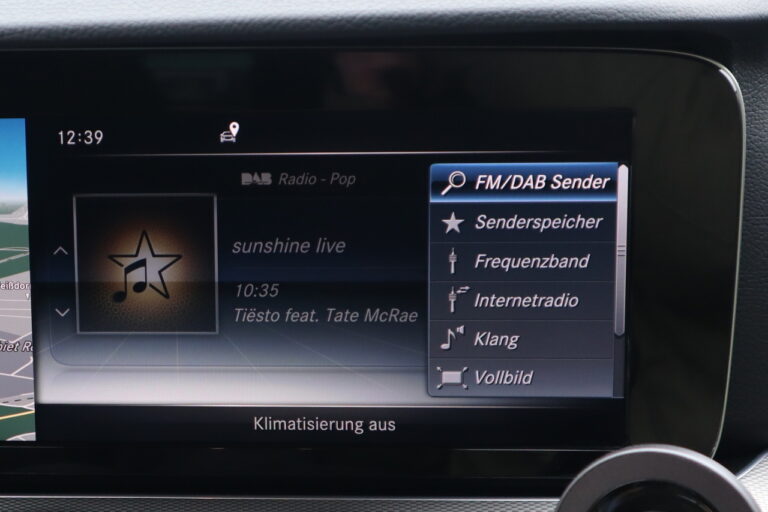 12:39
DAB Radio - Pop
sunshine live
10:35
Tiësto feat. Tate McRae
FM/DAB Sender
Senderspeicher
Frequenzband
Internetradio
Klang
Vollbild
Klimatisierung aus